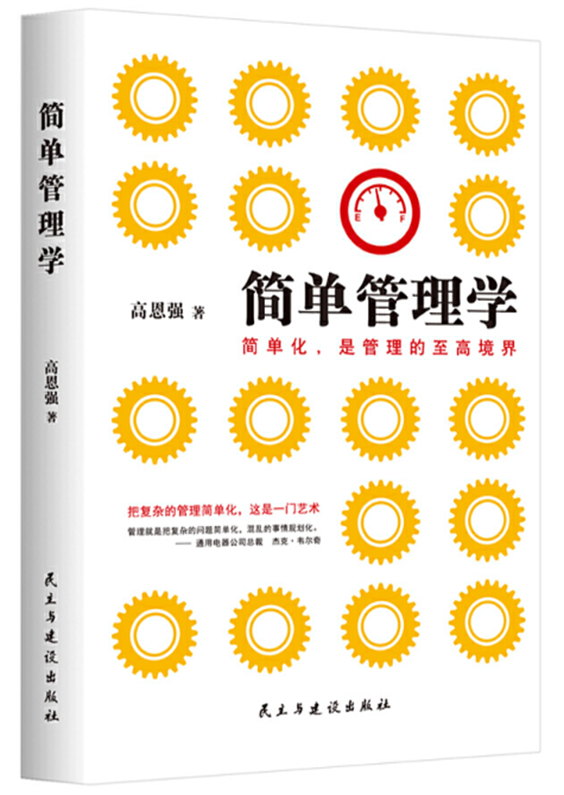 简单管理学
高恩强 著
民主与建设出版社
E F
高恩强 著
简单管理学
简单化，是管理的至高境界
把复杂的管理简单化，这是一门艺术
管理就是把复杂的问题简单化，混乱的事情规划化。
—— 通用电器公司总裁 杰克·韦尔奇
民主与建设出版社